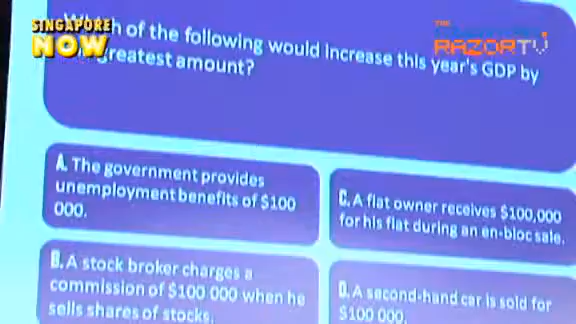 SINGAPORE
NOW
THE
RAZORTV
of the following would increase this year's GDP by
greatest amount?
A. The government provides
unemployment benefits of $100
000.
C. A flat owner receives $100,000
for his flat during an en-bloc sale.
B. A stock broker charges a
commission of $100 000 when he
sells shares of stocks.
D. A second-hand car is sold for
$100 000.